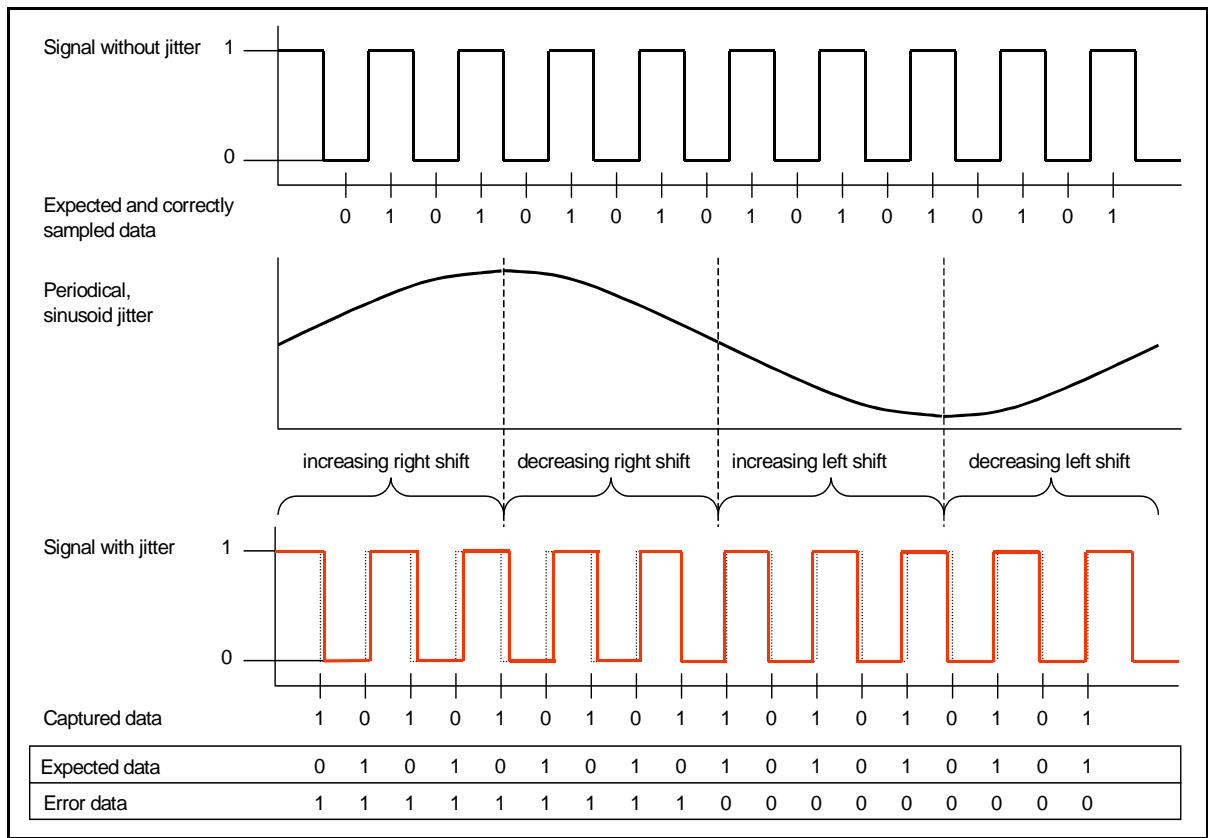 Signal without jitter 1
0
Expected and correctly
sampled data
0 1 0 1 0 1 0 1 0 1 0 1 0 1 0 1 0 1
Periodical,
sinusoid jitter
increasing right shift decreasing right shift increasing left shift decreasing left shift
Signal with jitter 1
0
Captured data 1 0 1 0 1 0 1 0 1 1 0 1 0 1 0 1 0 1
Expected data 0 1 0 1 0 1 0 1 0 1 0 1 0 1 0 1 0 1
Error data 1 1 1 1 1 1 1 1 1 0 0 0 0 0 0 0 0 0